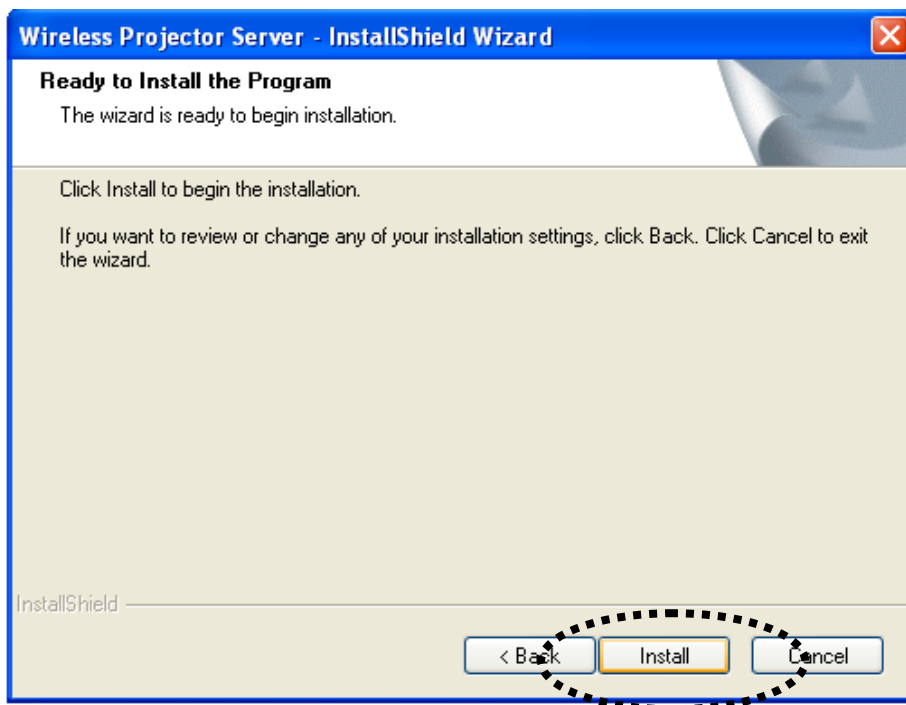 Wireless Projector Server - InstallShield Wizard
Ready to Install the Program
The wizard is ready to begin installation.
Click Install to begin the installation.
If you want to review or change any of your installation settings, click Back. Click Cancel to exit
the wizard.
InstallShield
< Back Install Cancel